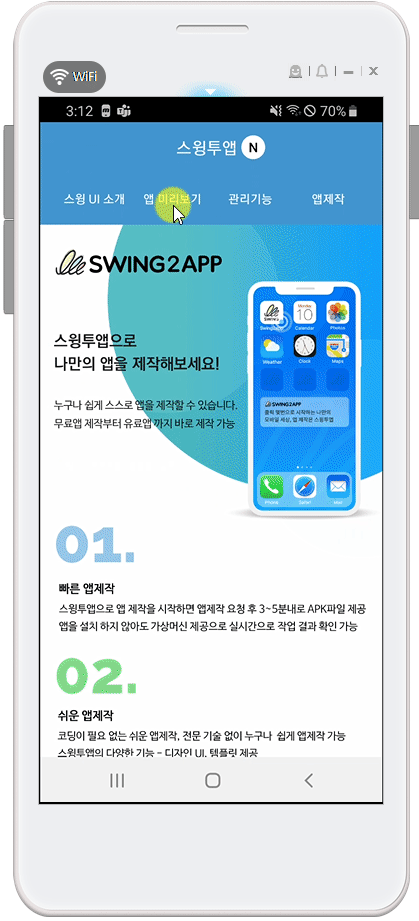 WiFi
3:12
70%
스윙투앱 N
스윙 UI 소개 앱 미리보기 관리기능 앱제작
SWING2APP
스윙투앱으로
나만의 앱을 제작해보세요!
누구나 쉽게 스스로 앱을 제작할 수 있습니다.
무료앱 제작부터 유료앱 까지 바로 제작 가능
Swing2app Calendar Photos
Monday
10
Weather Clock Maps
SWING2APP
클릭 몇번으로 시작하는 나만의
모바일 세상, 앱 제작은 스윙투앱
Phone Safari Mail
01.
빠른 앱제작
스윙투앱으로 앱 제작을 시작하면 앱제작 요청 후 3~5분내로 APK파일 제공
앱을 설치 하지 않아도 가상머신 제공으로 실시간으로 작업 결과 확인 가능
02.
쉬운 앱제작
코딩이 필요 없는 쉬운 앱제작, 전문 기술 없이 누구나 쉽게 앱제작 가능
스윙투앱의 다양한 기능 – 디자인 UI, 템플릿 제공